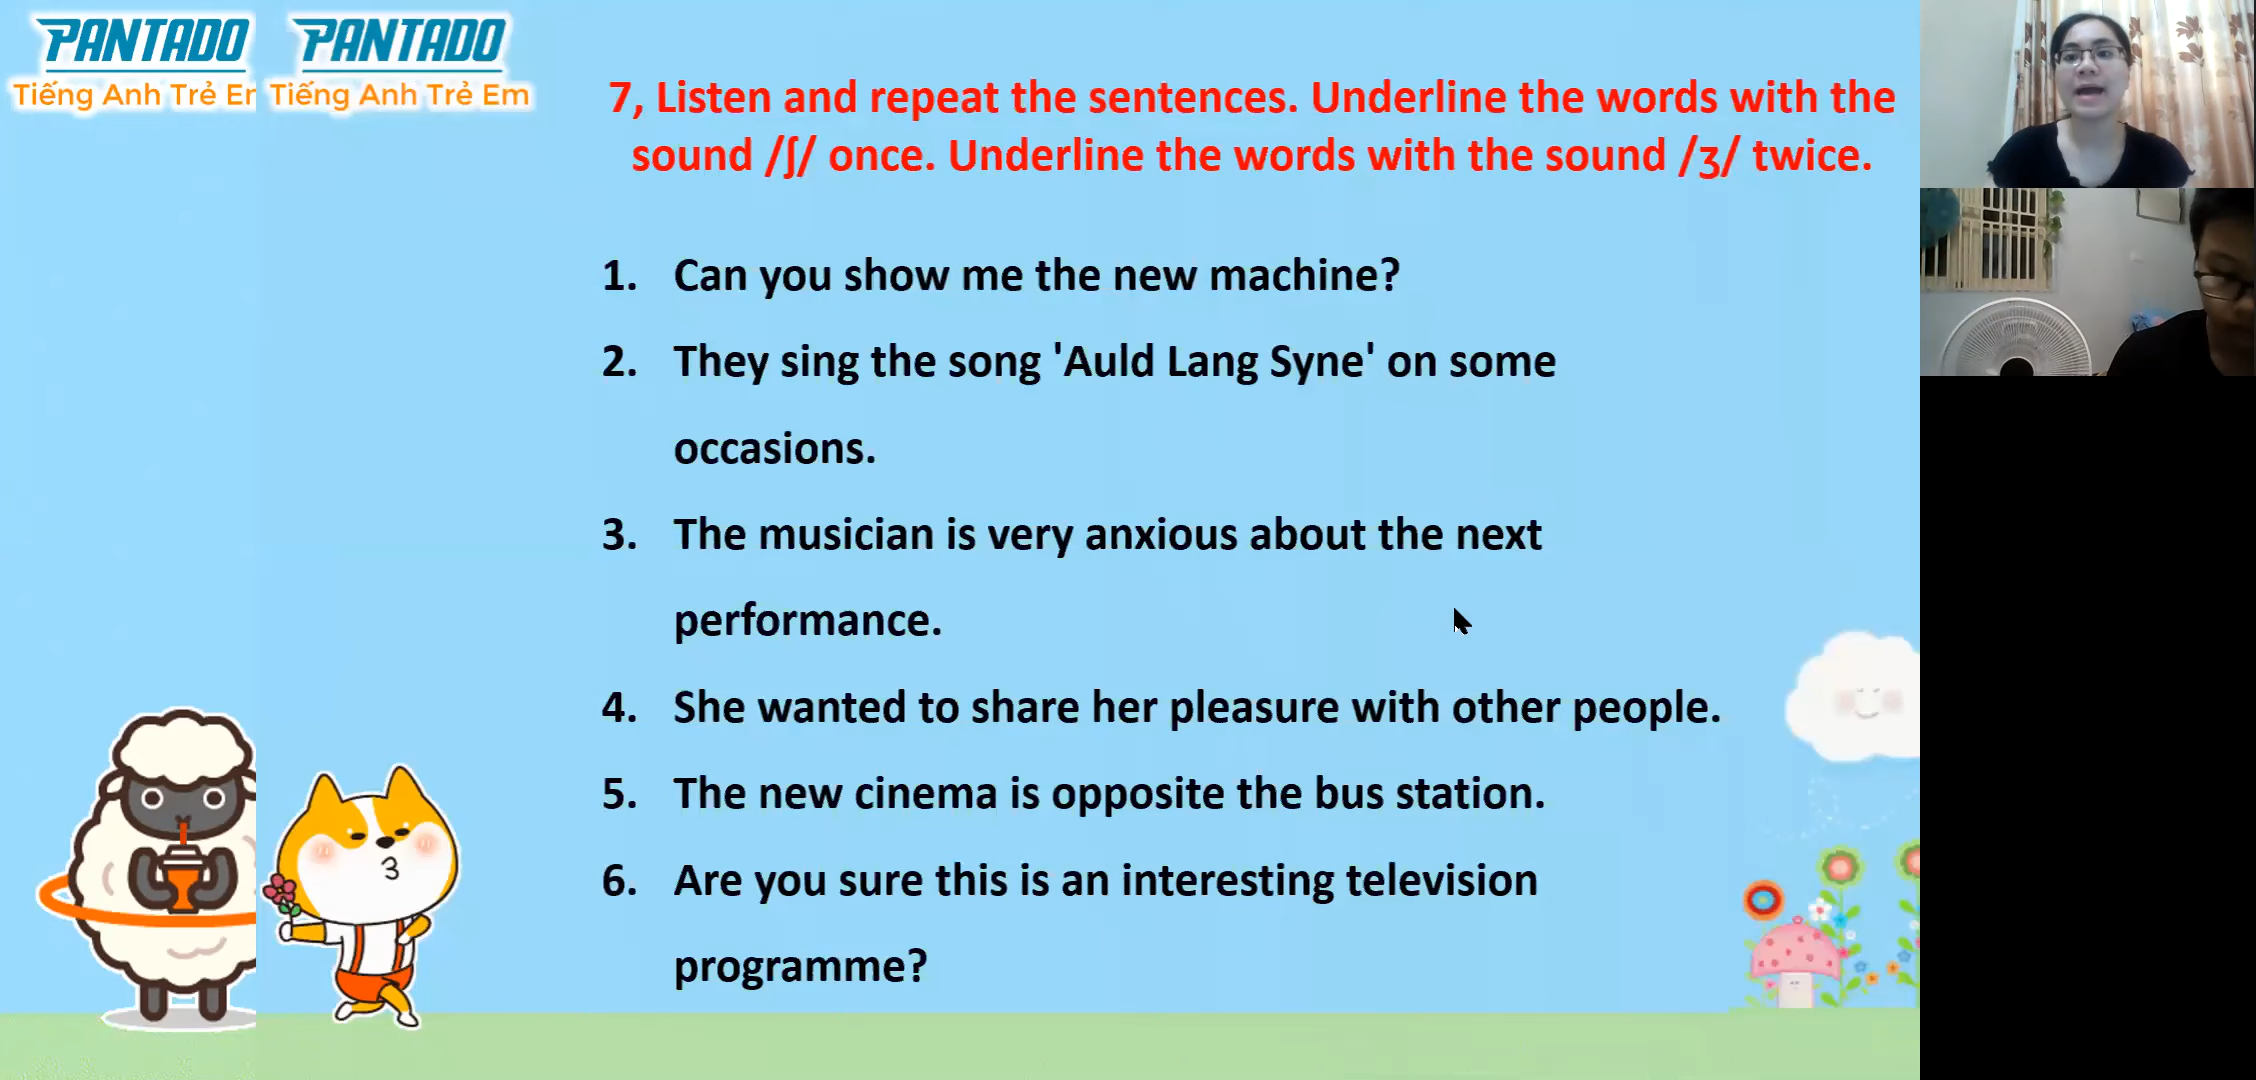 PANTADO PANTADO
Tiếng Anh Trẻ Er Tiếng Anh Trẻ Em
7, Listen and repeat the sentences. Underline the words with the
sound /ʃ/ once. Underline the words with the sound /ʒ/ twice.
1. Can you show me the new machine?
2. They sing the song 'Auld Lang Syne' on some
occasions.
3. The musician is very anxious about the next
performance.
4. She wanted to share her pleasure with other people.
5. The new cinema is opposite the bus station.
6. Are you sure this is an interesting television
programme?